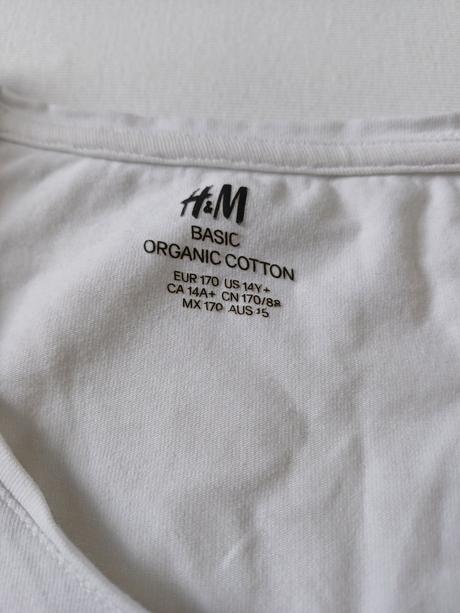 H&M
BASIC
ORGANIC COTTON
EUR 170 US 14Y+
CA 14A+ CN 170/88
MX 170 AUS 15